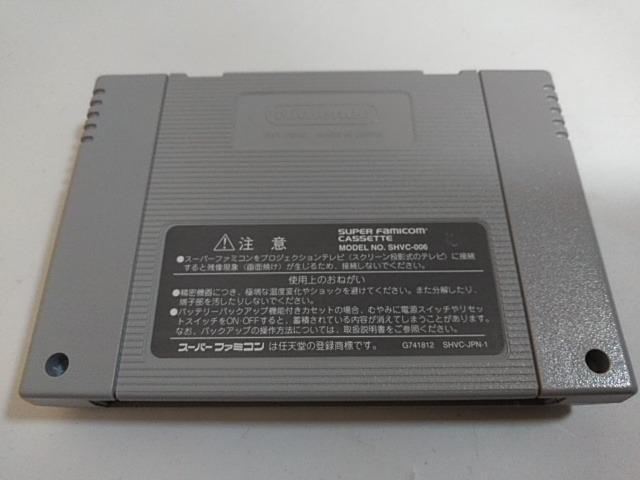 Nintendo
⚠注意
SUPER FAMICOM
CASSETTE
MODEL NO. SHVC-006
●スーパーファミコンをプロジェクションテレビ（スクリーン投影式のテレビ）に接続
すると残像現象（画面焼け）が生じるため、接続しないでください。
使用上のおねがい
●精密機器につき、極端な温度変化やショックを避けてください。また分解したり、
端子部を汚したりしないでください。
●バッテリーバックアップ機能付きカセットの場合、むやみに電源スイッチやリセッ
トスイッチをON・OFFすると、蓄積されている内容が消えてしまうことがあります。
なお、バックアップの操作方法については、取扱説明書をご参照ください。
スーパーファミコン は任天堂の登録商標です。
G741812 SHVC-JPN-1